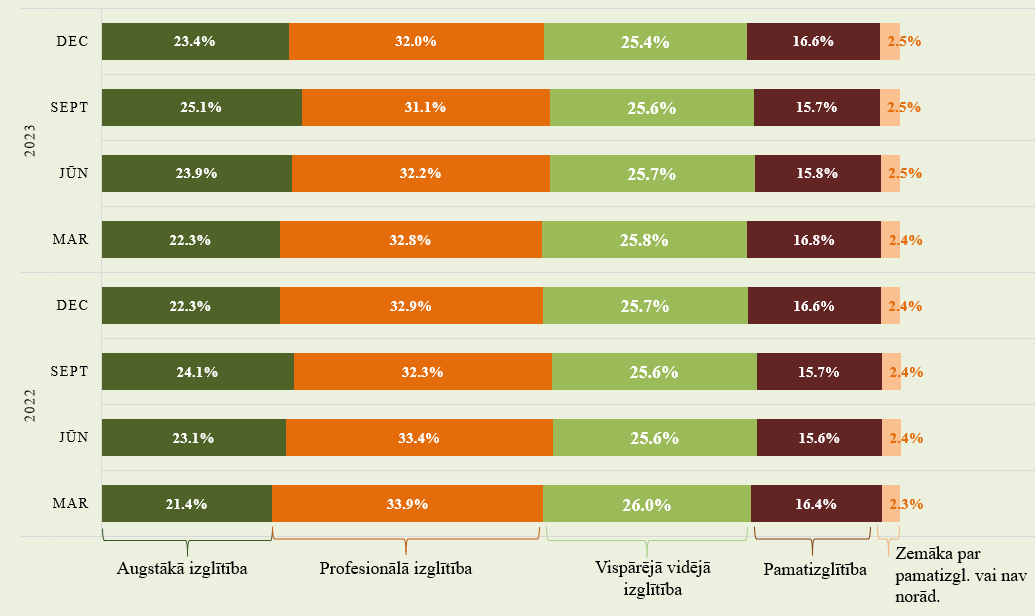 2023
DEC 23.4% 32.0% 25.4% 16.6% 2.5%
SEPT 25.1% 31.1% 25.6% 15.7% 2.5%
JŪN 23.9% 32.2% 25.7% 15.8% 2.5%
MAR 22.3% 32.8% 25.8% 16.8% 2.4%
2022
DEC 22.3% 32.9% 25.7% 16.6% 2.4%
SEPT 24.1% 32.3% 25.6% 15.7% 2.4%
JŪN 23.1% 33.4% 25.6% 15.6% 2.4%
MAR 21.4% 33.9% 26.0% 16.4% 2.3%
Augstākā izglītība
Profesionālā izglītība
Vispārējā vidējā
izglītība
Pamatizglītība
Zemāka par
pamatizgl. vai nav
norād.